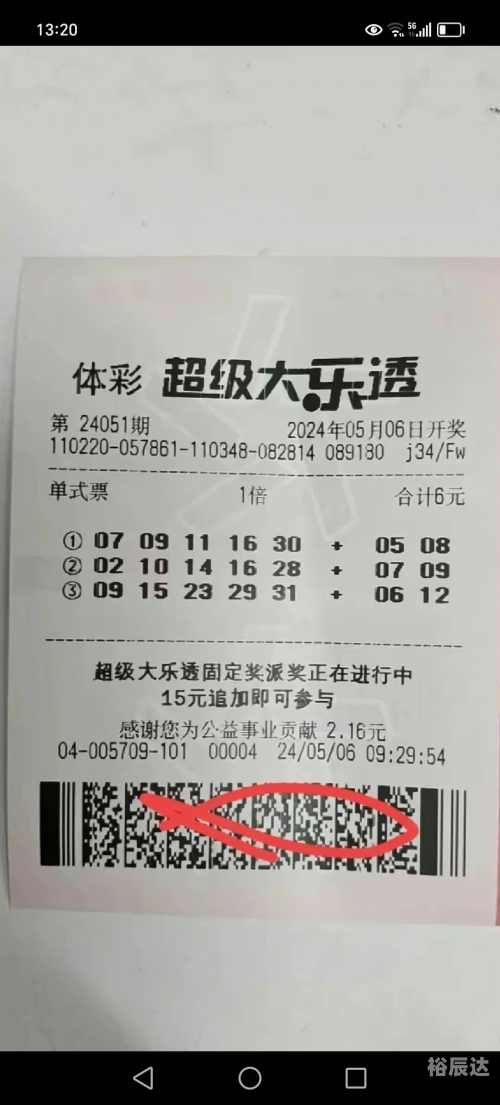 13:20
5G
体彩 超级大乐透
第 24051期 2024年05月06日开奖
110220-057861-110348-082814 089180 j34/Fw
单式票 1倍 合计6元
① 07 09 11 16 30 + 05 08
② 02 10 14 16 28 + 07 09
③ 09 15 23 29 31 + 06 12
超级大乐透固定奖派奖正在进行中
15元追加即可参与
感谢您为公益事业贡献 2.16元
04-005709-101 00004 24/05/06 09:29:54
裕辰达